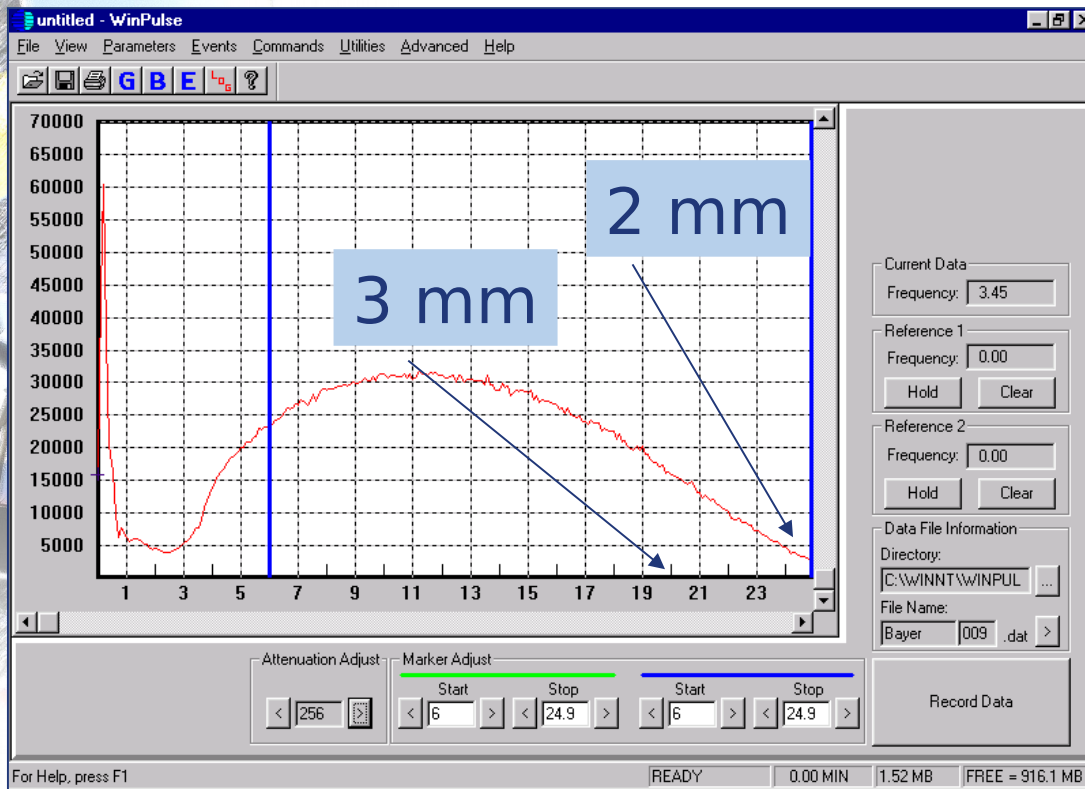 untitled - WinPulse
File View Parameters Events Commands Utilities Advanced Help
G B E LOG ?
70000
65000
60000
55000
50000
45000
40000
35000
30000
25000
20000
15000
10000
5000
2 mm
3 mm
1 3 5 7 9 11 13 15 17 19 21 23
Current Data
Frequency: 3.45
Reference 1
Frequency: 0.00
Hold Clear
Reference 2
Frequency: 0.00
Hold Clear
Data File Information
Directory:
C:\WINNT\WINPUL ...
File Name:
Bayer 009 .dat >
Attenuation Adjust
< 256 >
Marker Adjust
Start Stop Start Stop
< 6 > < 24.9 > < 6 > < 24.9 >
Record Data
For Help, press F1 READY 0.00 MIN 1.52 MB FREE = 916.1 MB